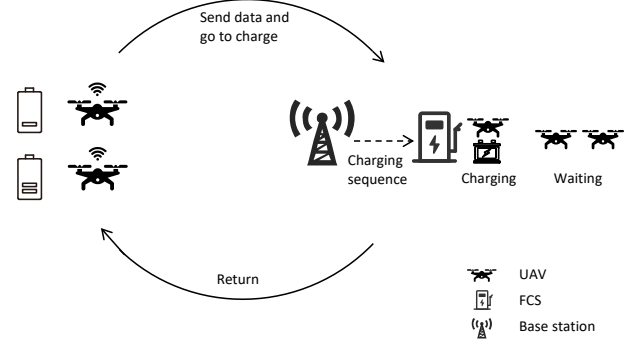 Send data and
go to charge
Charging
sequence
Charging
Waiting
Return
UAV
FCS
Base station